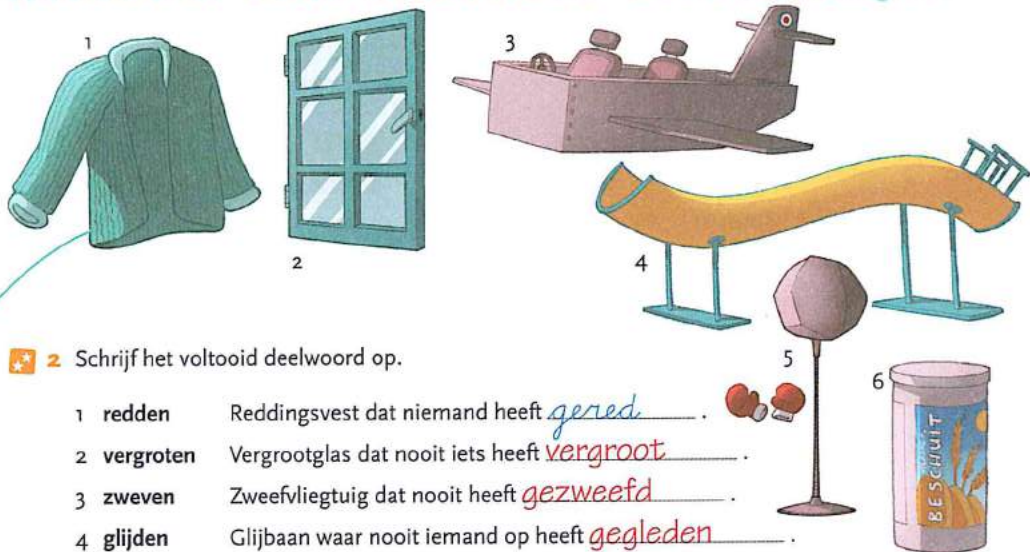 1
2
3
4
5
6
BESCHUIT
2 Schrijf het voltooid deelwoord op.
1 redden Reddingsvest dat niemand heeft gered .
2 vergroten Vergrootglas dat nooit iets heeft vergroot .
3 zweven Zweefvliegtuig dat nooit heeft gezweefd .
4 glijden Glijbaan waar nooit iemand op heeft gegleden .